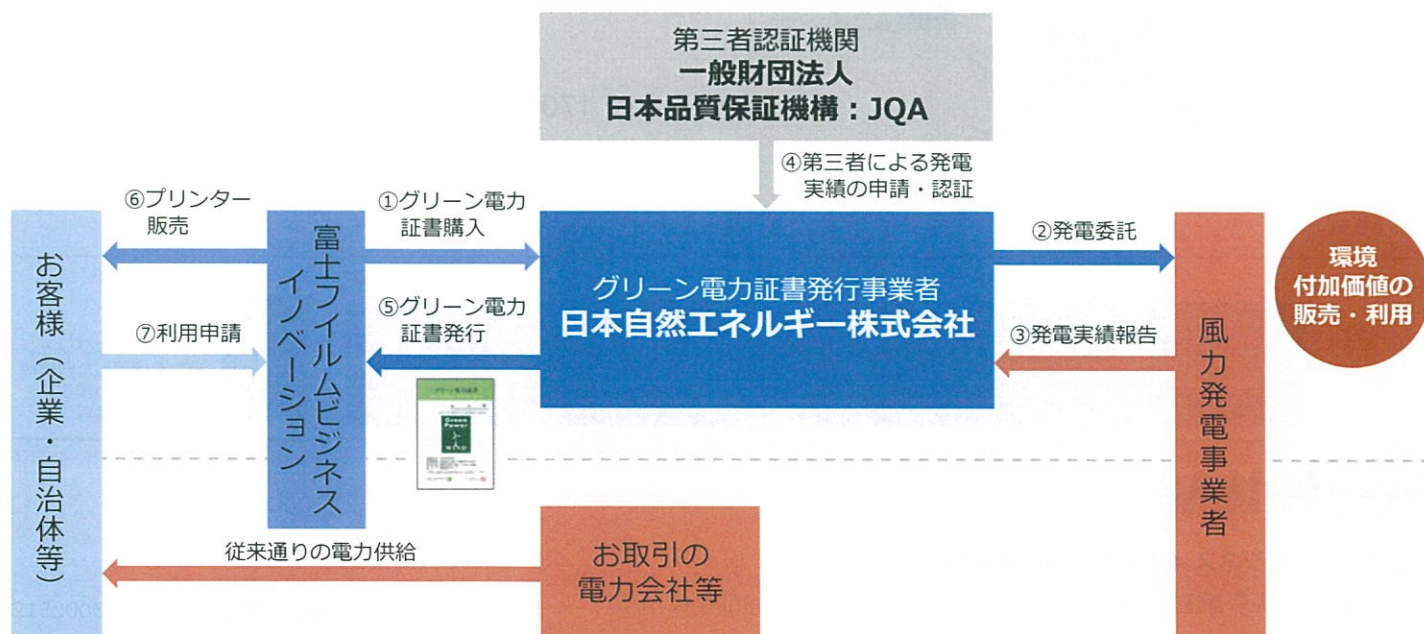 第三者認証機関
一般財団法人
日本品質保証機構：JQA
④第三者による発電
実績の申請・認証
⑥プリンター
販売
①グリーン電力
証書購入
②発電委託
お客様（企業・自治体等）
富士フイルムビジネス
イノベーション
グリーン電力証書発行事業者
日本自然エネルギー株式会社
風力発電事業者
環境
付加価値の
販売・利用
⑦利用申請
⑤グリーン電力
証書発行
③発電実績報告
Green
Power
従来通りの電力供給
お取引の
電力会社等